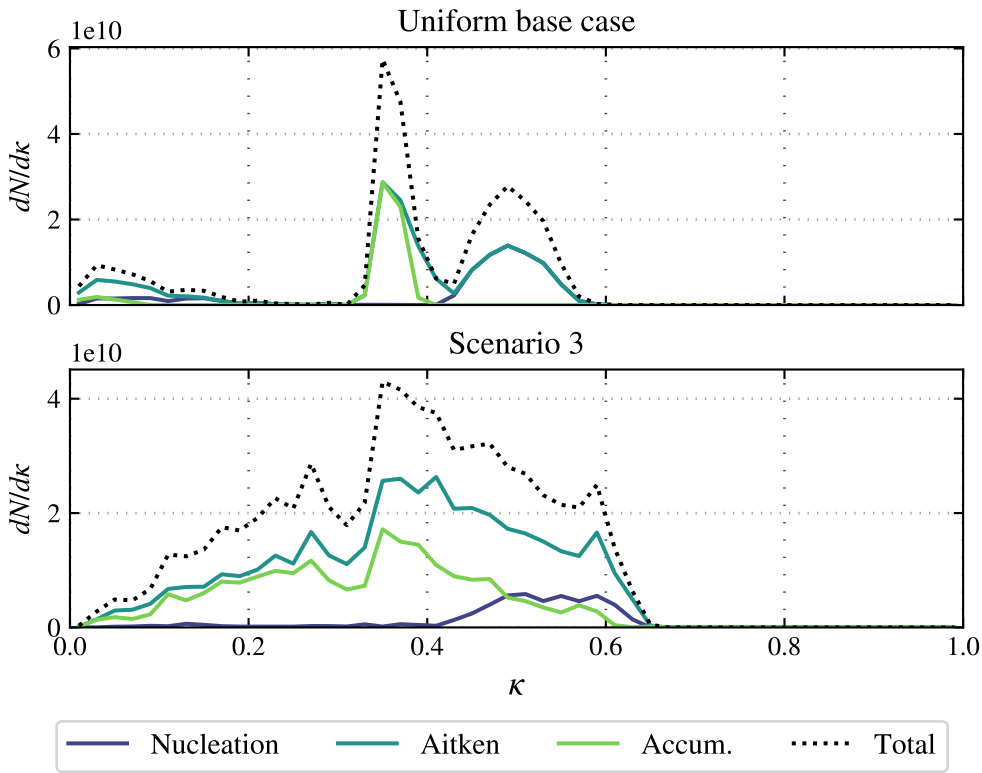 Uniform base case
1e10
6
4
2
0
dN/dκ
Scenario 3
1e10
4
2
0
dN/dκ
0.0 0.2 0.4 0.6 0.8 1.0
κ
Nucleation Aitken Accum. Total